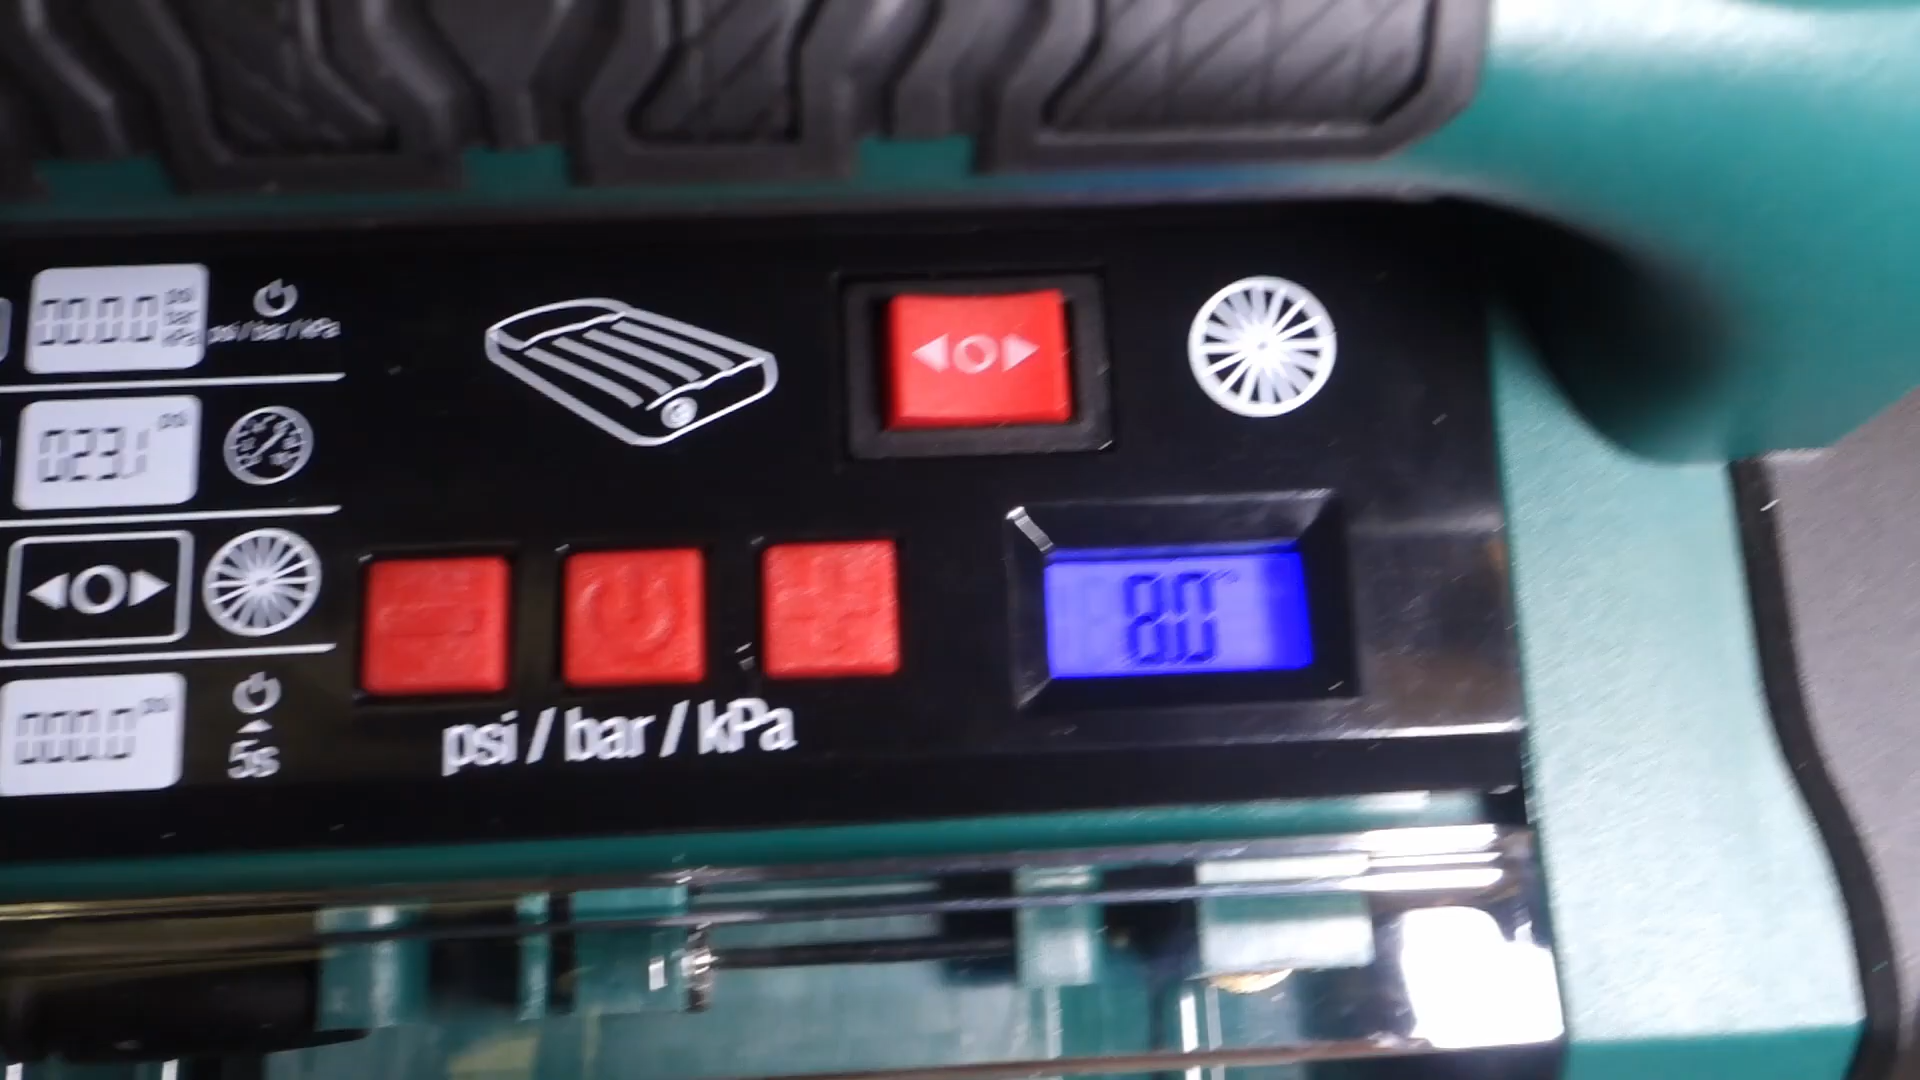 00.0.0 psi bar kPa
psi / bar / kPa
023.1 psi
000.0 psi
5s
psi / bar / kPa
8.0